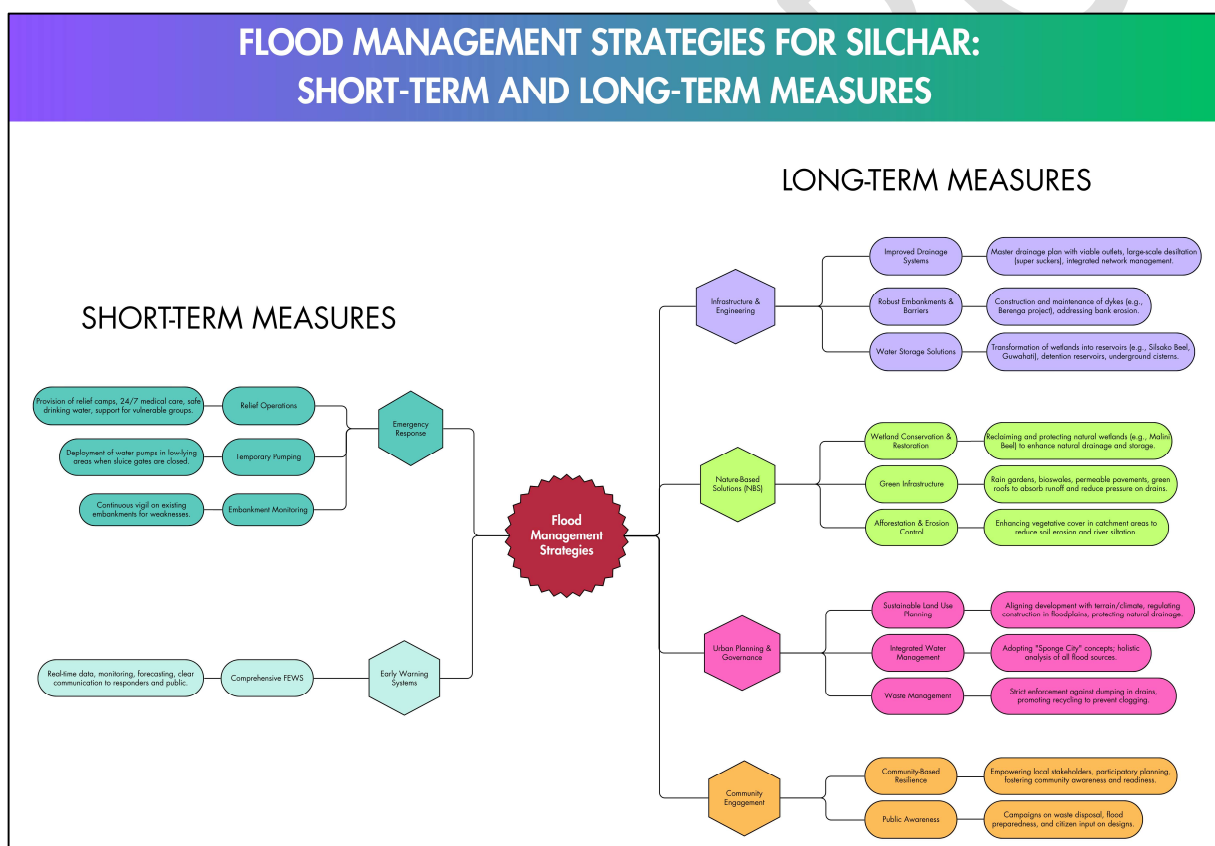 FLOOD MANAGEMENT STRATEGIES FOR SILCHAR:
SHORT-TERM AND LONG-TERM MEASURES
SHORT-TERM MEASURES
Emergency
Response
Relief Operations
Provision of relief camps, 24/7 medical care, safe
drinking water, support for vulnerable groups.
Temporary Pumping
Deployment of water pumps in low-lying
areas when sluice gates are closed.
Embankment Monitoring
Continuous vigil on existing
embankments for weaknesses.
Early Warning
Systems
Comprehensive FEWS
Real-time data, monitoring, forecasting, clear
communication to responders and public.
Flood
Management
Strategies
LONG-TERM MEASURES
Infrastructure &
Engineering
Improved Drainage
Systems
Master drainage plan with viable outlets, large-scale desiltation
(super suckers), integrated network management.
Robust Embankments &
Barriers
Construction and maintenance of dykes (e.g.,
Berenga project), addressing bank erosion.
Water Storage Solutions
Transformation of wetlands into reservoirs (e.g., Silsako Beel,
Guwahati), detention reservoirs, underground cisterns.
Nature-Based
Solutions (NBS)
Wetland Conservation &
Restoration
Reclaiming and protecting natural wetlands (e.g., Malini
Beel) to enhance natural drainage and storage.
Green Infrastructure
Rain gardens, bioswales, permeable pavements, green
roofs to absorb runoff and reduce pressure on drains.
Afforestation & Erosion
Control
Enhancing vegetative cover in catchment areas to
reduce soil erosion and river siltation.
Urban Planning &
Governance
Sustainable Land Use
Planning
Aligning development with terrain/climate, regulating
construction in floodplains, protecting natural drainage.
Integrated Water
Management
Adopting "Sponge City" concepts; holistic
analysis of all flood sources.
Waste Management
Strict enforcement against dumping in drains,
promoting recycling to prevent clogging.
Community
Engagement
Community-Based
Resilience
Empowering local stakeholders, participatory planning,
fostering community awareness and readiness.
Public Awareness
Campaigns on waste disposal, flood
preparedness, and citizen input on designs.